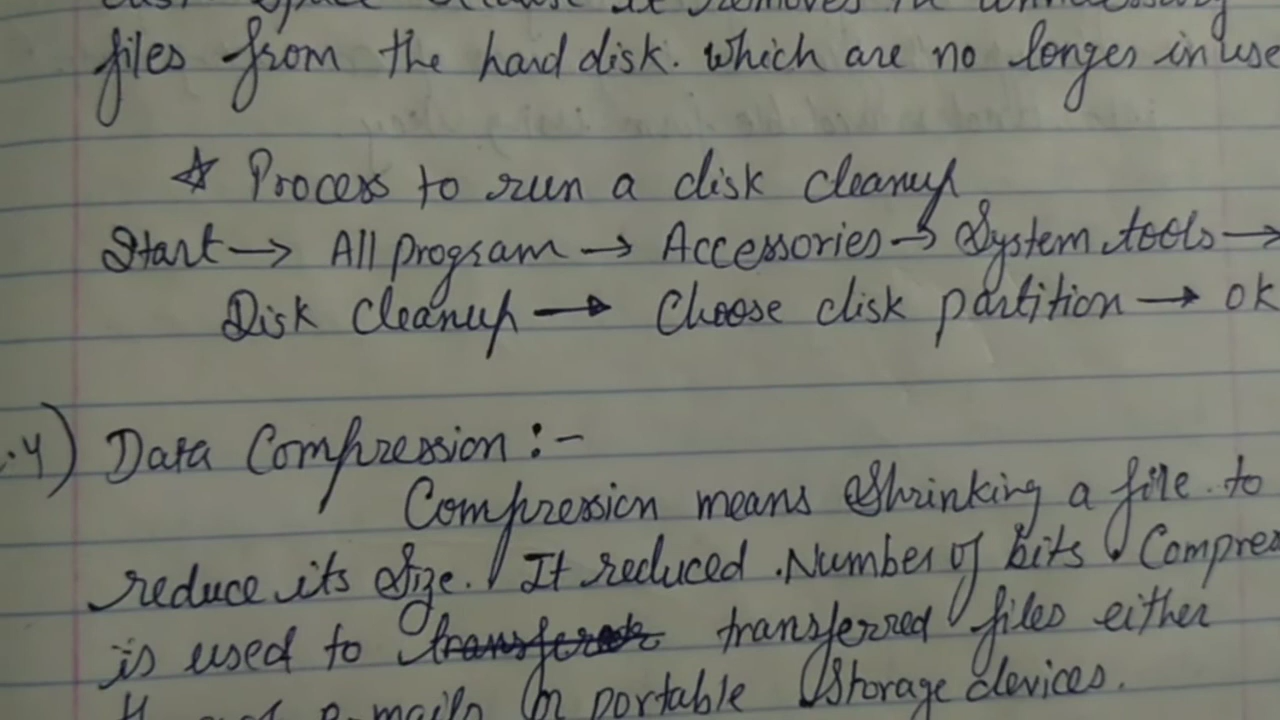 files from the hard disk. Which are no longer in use
☆ Process to run a disk cleanup
Start → All program → Accessories → System tools →
Disk Cleanup → Choose disk partition → ok
.4) Data Compression :-
Compression means Shrinking a file to
reduce its Size. It reduced Number of bits. Compres
is used to transferred files either
e-mails or portable Storage devices.